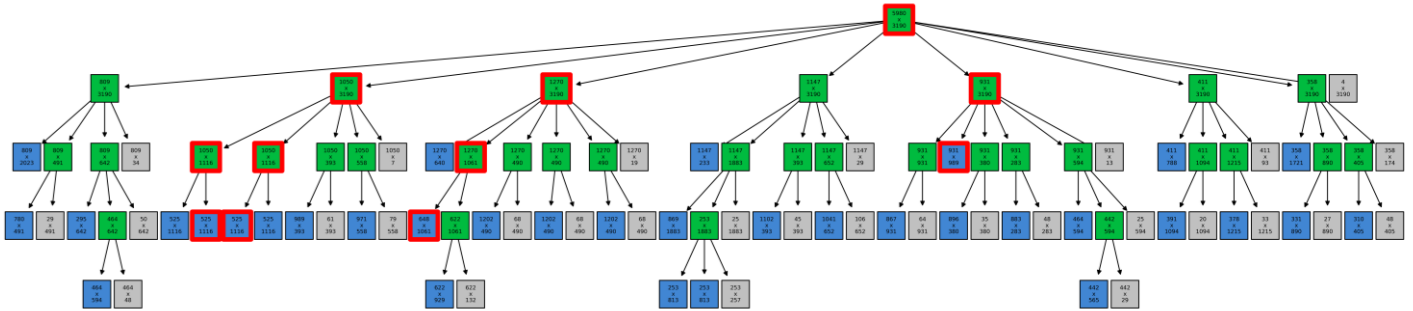 5980 x 3190
809 x 3190
1050 x 3190
1270 x 3190
1147 x 3190
931 x 3190
411 x 3190
358 x 3190
4 x 3190
809 x 2023
809 x 491
809 x 642
809 x 34
1050 x 1116
1050 x 1116
1050 x 393
1050 x 558
1050 x 7
1270 x 640
1270 x 1061
1270 x 490
1270 x 490
1270 x 490
1270 x 19
1147 x 233
1147 x 1883
1147 x 393
1147 x 652
1147 x 29
931 x 931
931 x 989
931 x 380
931 x 283
931 x 594
931 x 13
411 x 788
411 x 1094
411 x 1215
411 x 93
358 x 1721
358 x 890
358 x 405
358 x 174
780 x 491
29 x 491
295 x 642
464 x 642
50 x 642
525 x 1116
525 x 1116
525 x 1116
525 x 1116
989 x 393
61 x 393
971 x 558
79 x 558
648 x 1061
622 x 1061
1202 x 490
68 x 490
1202 x 490
68 x 490
1202 x 490
68 x 490
869 x 1883
253 x 1883
25 x 1883
1102 x 393
45 x 393
1041 x 652
106 x 652
867 x 931
64 x 931
896 x 380
35 x 380
883 x 283
48 x 283
464 x 594
442 x 594
25 x 594
391 x 1094
20 x 1094
378 x 1215
33 x 1215
331 x 890
27 x 890
310 x 405
48 x 405
464 x 594
464 x 48
622 x 929
622 x 132
253 x 813
253 x 813
253 x 257
442 x 565
442 x 29